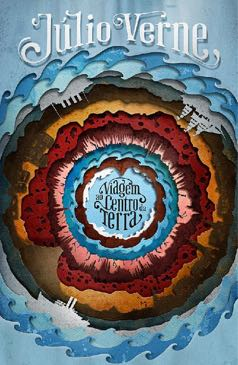 Júlio Verne
Viagem
ao Centro da
Terra